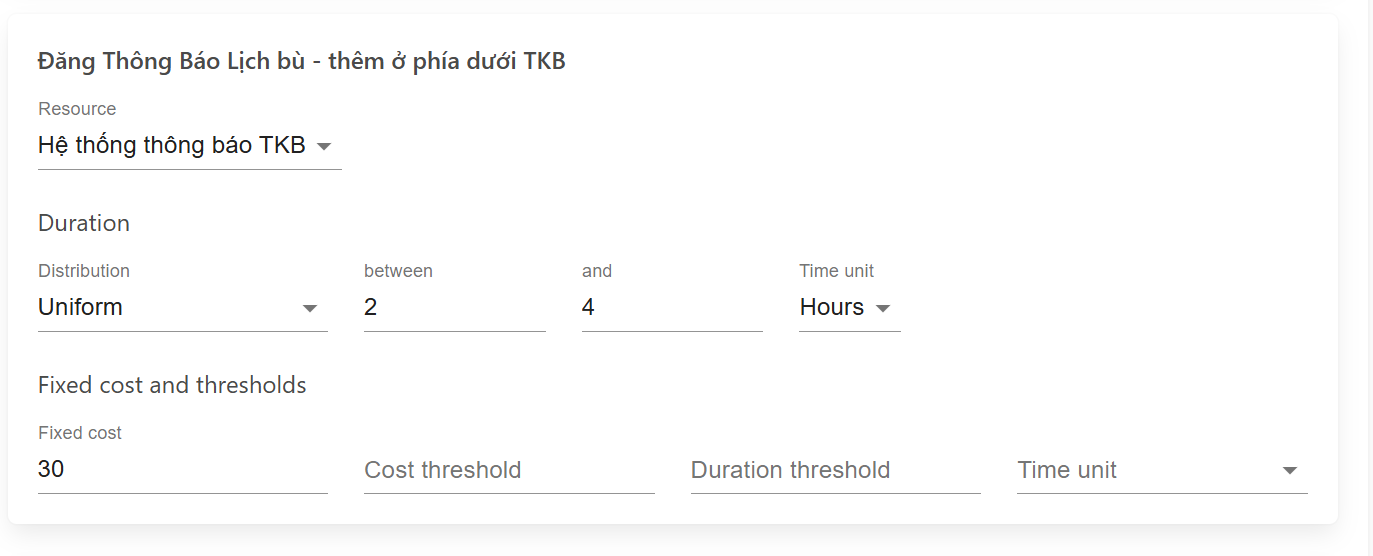 Đăng Thông Báo Lịch bù - thêm ở phía dưới TKB
Resource
Hệ thống thông báo TKB
Duration
Distribution between and Time unit
Uniform 2 4 Hours
Fixed cost and thresholds
Fixed cost
30 Cost threshold Duration threshold Time unit